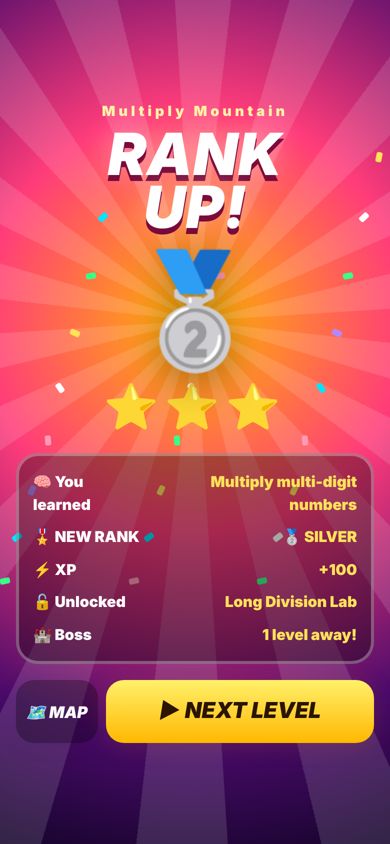 Multiply Mountain
RANK
UP!
2
🧠 You learned
Multiply multi-digit numbers
🎖️ NEW RANK
🥈 SILVER
⚡ XP
+100
🔓 Unlocked
Long Division Lab
🏰 Boss
1 level away!
🗺️ MAP
▶ NEXT LEVEL